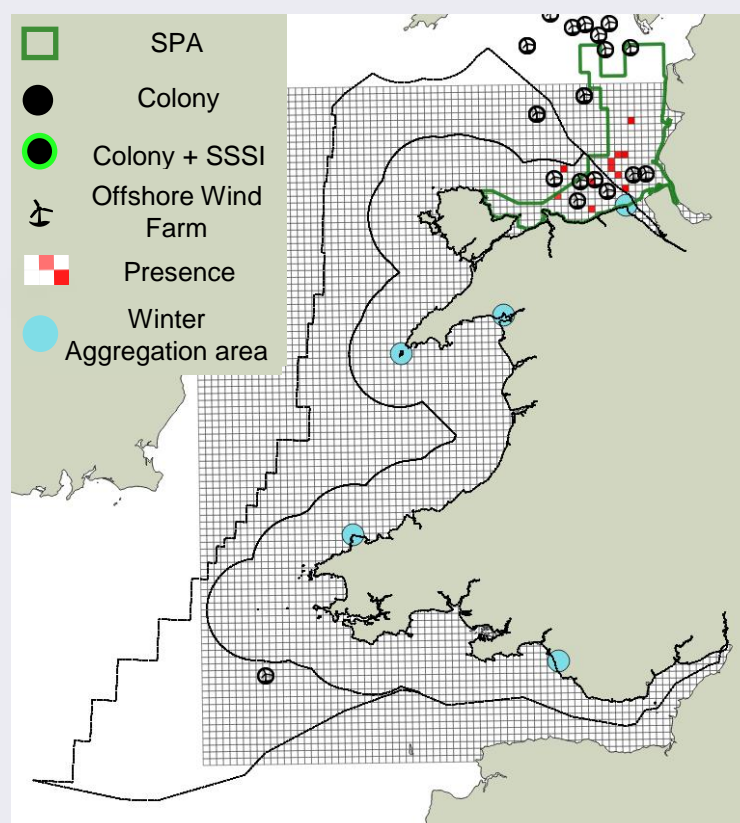 SPA
Colony
Colony + SSSI
Offshore Wind
Farm
Presence
Winter
Aggregation area